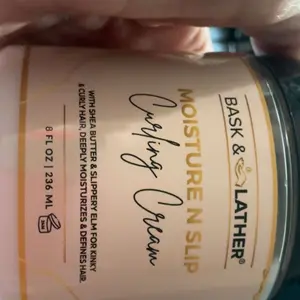 BASK & LATHER®
MOISTURE N SLIP
Curling Cream
WITH SHEA BUTTER & SLIPPERY ELM FOR KINKY
& CURLY HAIR, DEEPLY MOISTURIZES & DEFINES HAIR.
8 FL OZ | 236 ML